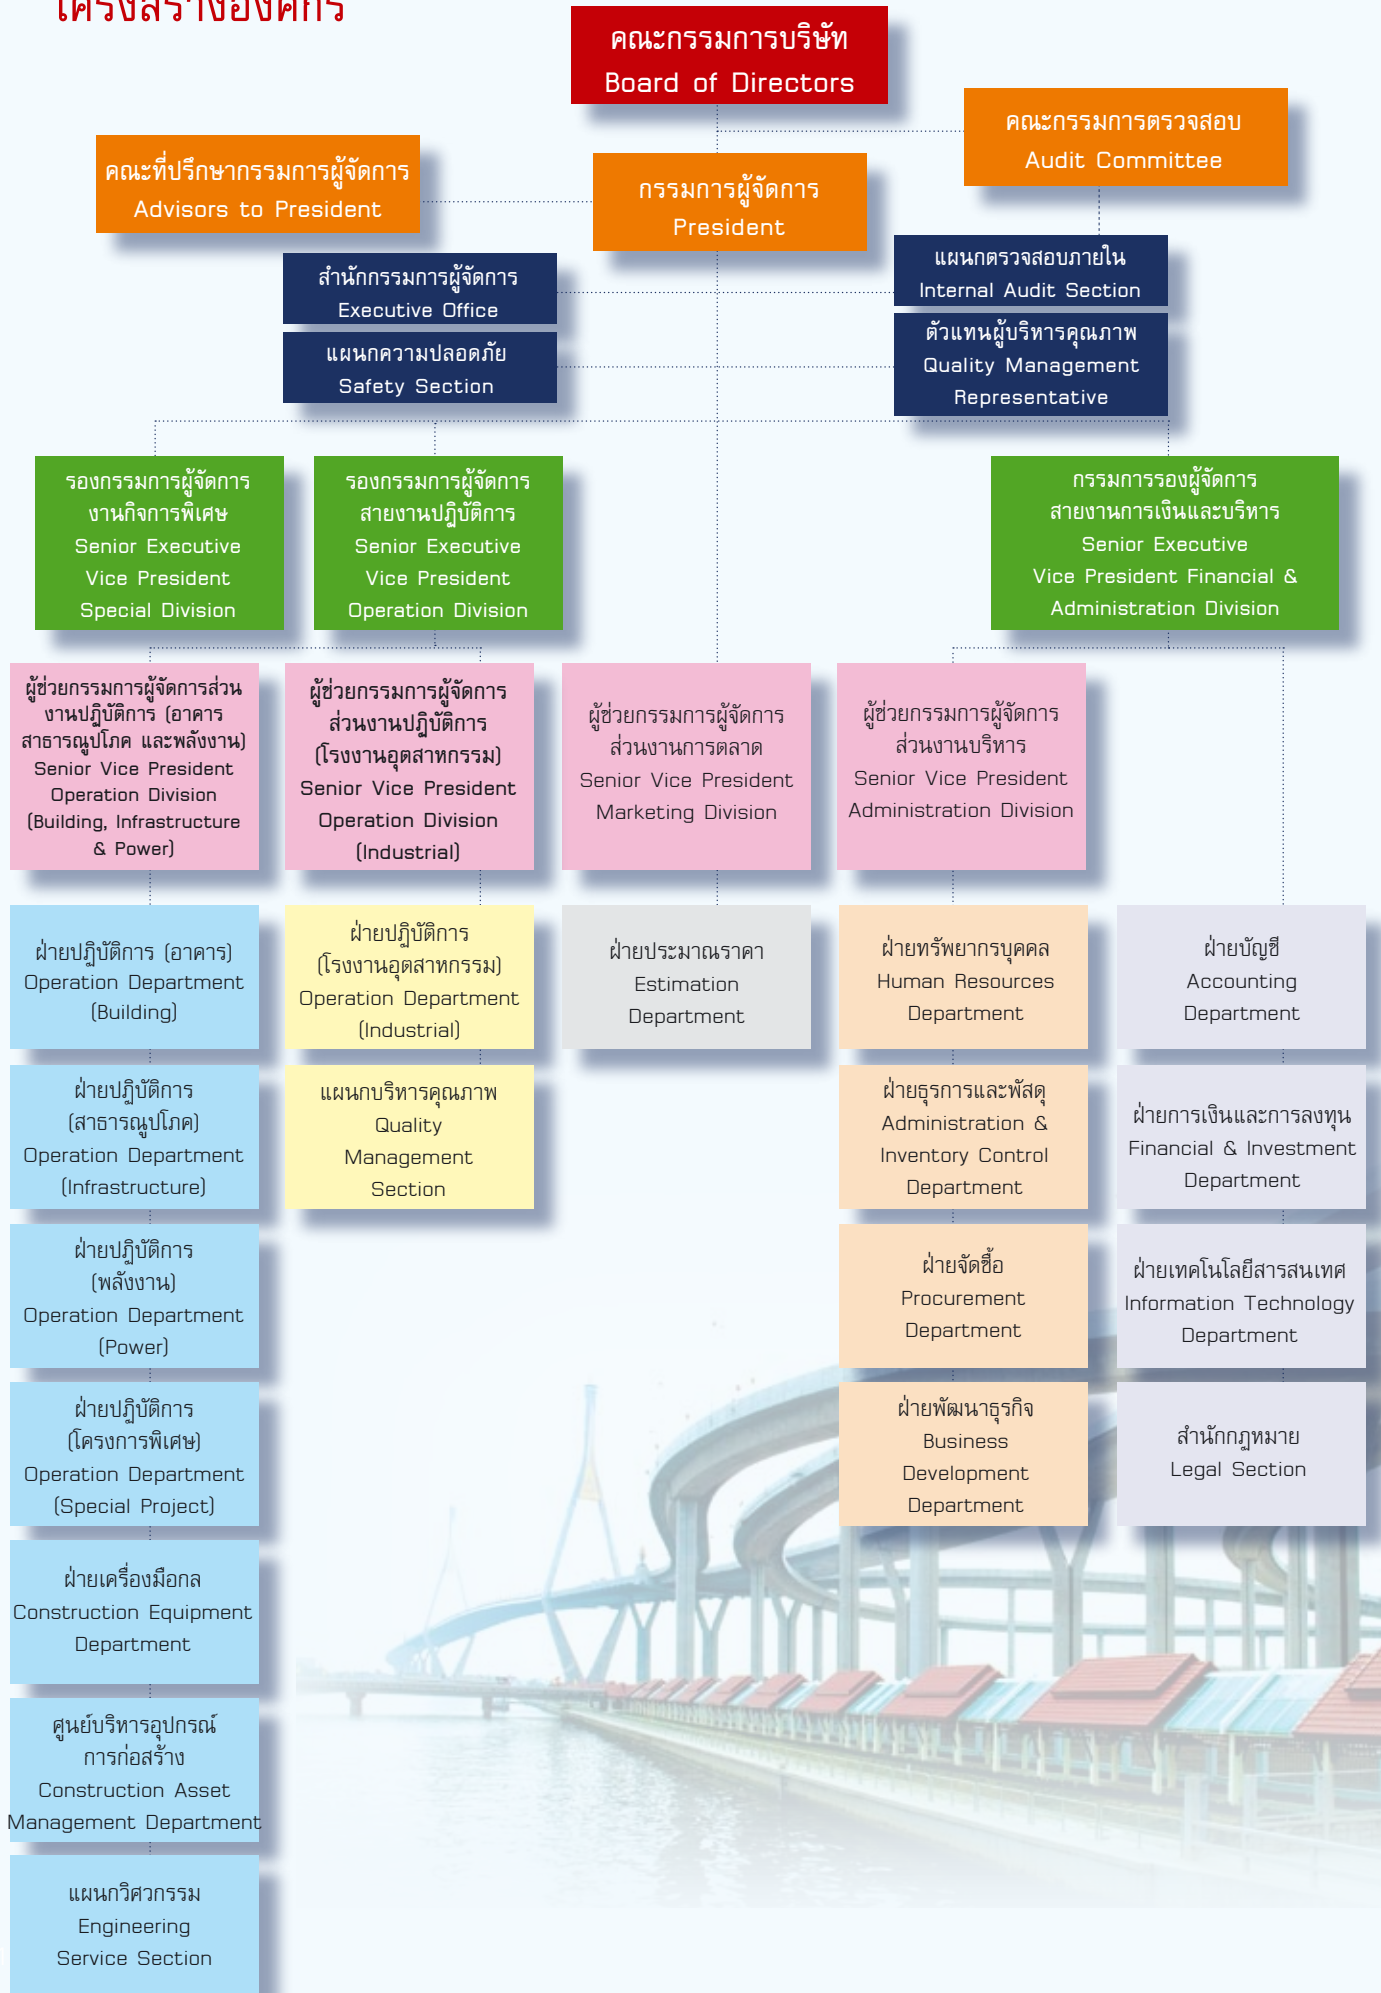 โครงสร้างองค์กร
คณะกรรมการบริษัท
Board of Directors
คณะกรรมการตรวจสอบ
Audit Committee
คณะที่ปรึกษากรรมการผู้จัดการ
Advisors to President
กรรมการผู้จัดการ
President
สำนักกรรมการผู้จัดการ
Executive Office
แผนกตรวจสอบภายใน
Internal Audit Section
แผนกความปลอดภัย
Safety Section
ตัวแทนผู้บริหารคุณภาพ
Quality Management
Representative
รองกรรมการผู้จัดการ
งานกิจการพิเศษ
Senior Executive
Vice President
Special Division
รองกรรมการผู้จัดการ
สายงานปฏิบัติการ
Senior Executive
Vice President
Operation Division
กรรมการรองผู้จัดการ
สายงานการเงินและบริหาร
Senior Executive
Vice President Financial &
Administration Division
ผู้ช่วยกรรมการผู้จัดการส่วน
งานปฏิบัติการ (อาคาร
สาธารณูปโภค และพลังงาน)
Senior Vice President
Operation Division
(Building, Infrastructure
& Power)
ผู้ช่วยกรรมการผู้จัดการ
ส่วนงานปฏิบัติการ
(โรงงานอุตสาหกรรม)
Senior Vice President
Operation Division
(Industrial)
ผู้ช่วยกรรมการผู้จัดการ
ส่วนงานการตลาด
Senior Vice President
Marketing Division
ผู้ช่วยกรรมการผู้จัดการ
ส่วนงานบริหาร
Senior Vice President
Administration Division
ฝ่ายปฏิบัติการ (อาคาร)
Operation Department
(Building)
ฝ่ายปฏิบัติการ
(โรงงานอุตสาหกรรม)
Operation Department
(Industrial)
ฝ่ายประมาณราคา
Estimation
Department
ฝ่ายทรัพยากรบุคคล
Human Resources
Department
ฝ่ายบัญชี
Accounting
Department
ฝ่ายปฏิบัติการ
(สาธารณูปโภค)
Operation Department
(Infrastructure)
แผนกบริหารคุณภาพ
Quality
Management
Section
ฝ่ายธุรการและพัสดุ
Administration &
Inventory Control
Department
ฝ่ายการเงินและการลงทุน
Financial & Investment
Department
ฝ่ายปฏิบัติการ
(พลังงาน)
Operation Department
(Power)
ฝ่ายจัดซื้อ
Procurement
Department
ฝ่ายเทคโนโลยีสารสนเทศ
Information Technology
Department
ฝ่ายปฏิบัติการ
(โครงการพิเศษ)
Operation Department
(Special Project)
ฝ่ายพัฒนาธุรกิจ
Business
Development
Department
สำนักกฎหมาย
Legal Section
ฝ่ายเครื่องมือกล
Construction Equipment
Department
ศูนย์บริหารอุปกรณ์
การก่อสร้าง
Construction Asset
Management Department
แผนกวิศวกรรม
Engineering
Service Section